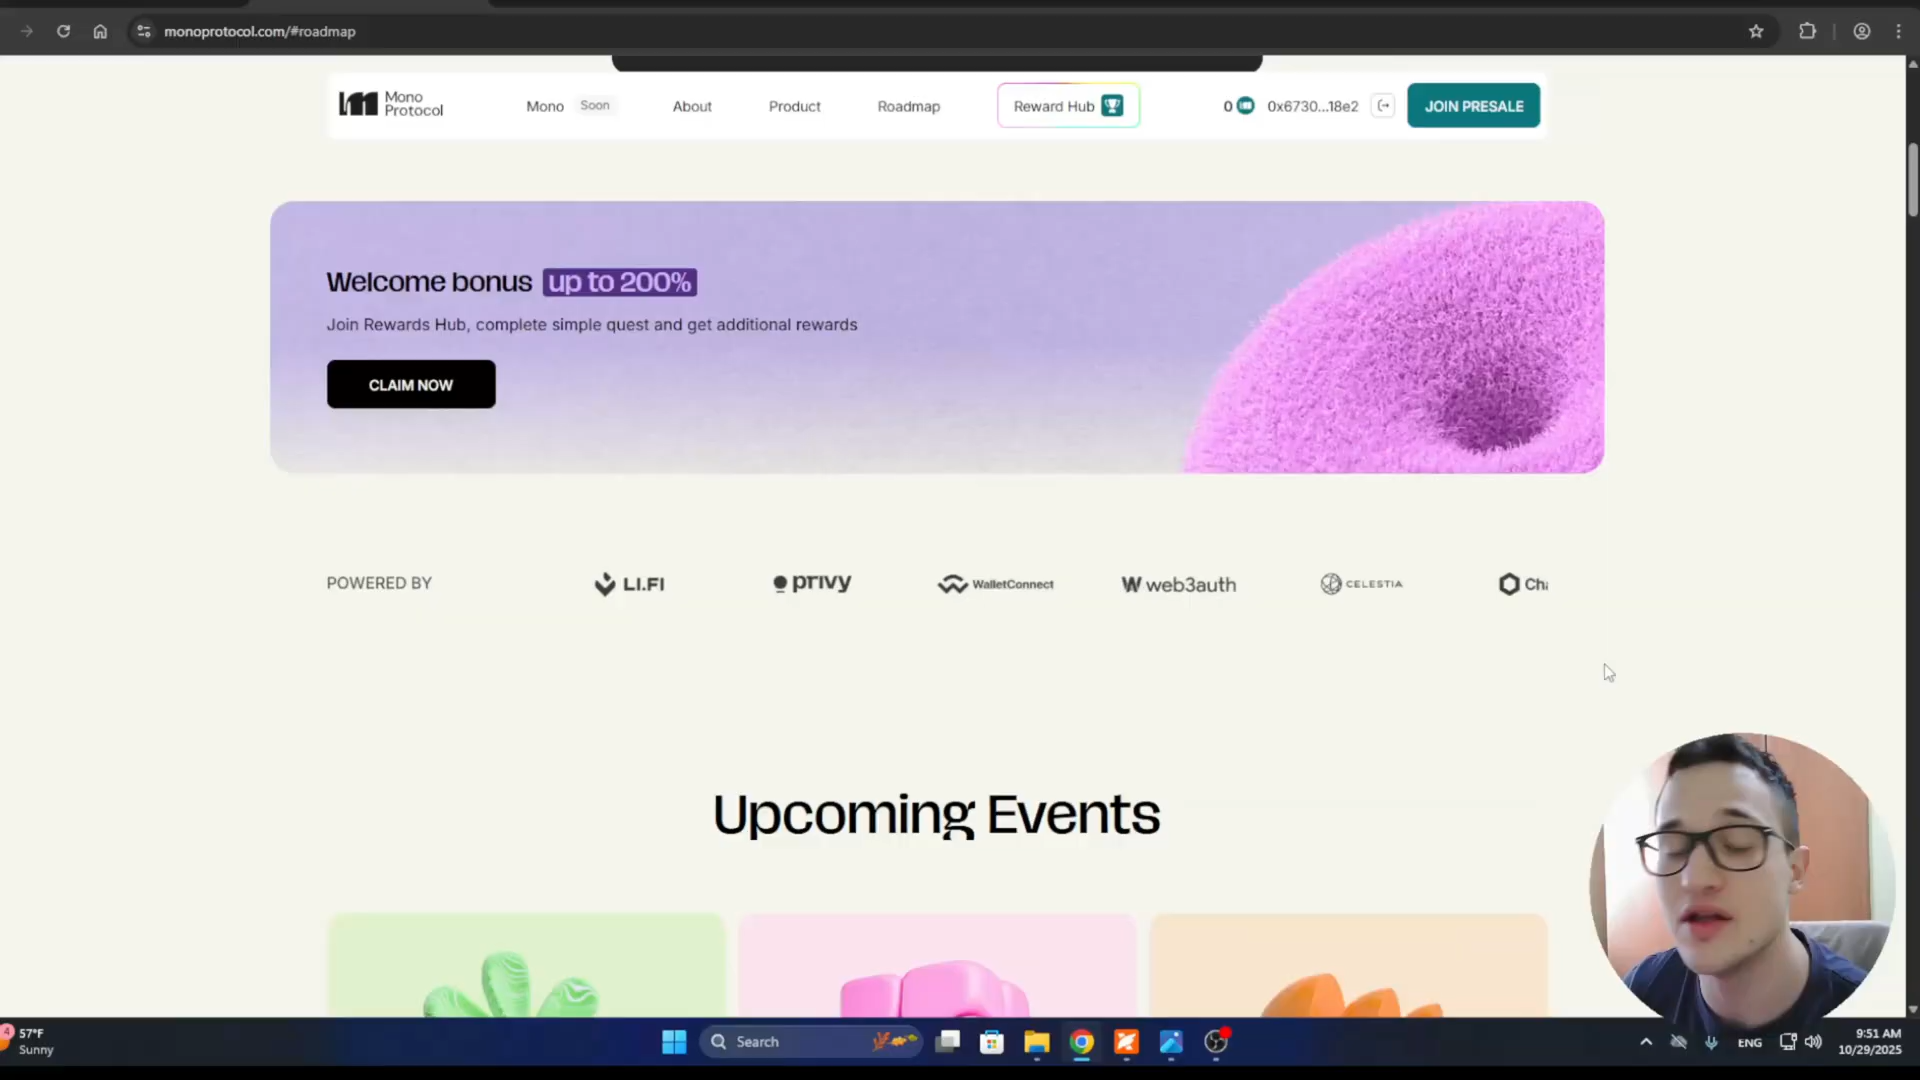 monoprotocol.com/#roadmap
Mono
Protocol
Mono Soon About Product Roadmap Reward Hub 0 0x6730...18e2 JOIN PRESALE
Welcome bonus up to 200%
Join Rewards Hub, complete simple quest and get additional rewards
CLAIM NOW
POWERED BY LI.FI privy WalletConnect web3auth CELESTIA Cha
Upcoming Events
4 57°F
Sunny
Search
ENG
9:51 AM
10/29/2025